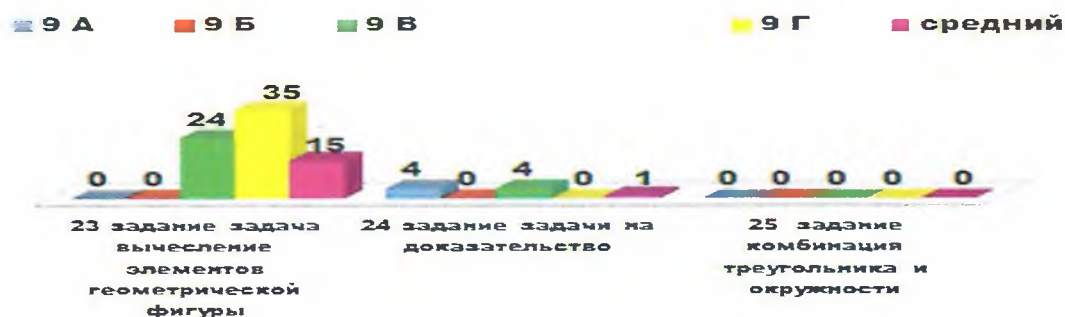 9 А 9 Б 9 В 9 Г средний
35
24
15
0 0
4 0 4 0 1
0 0 0 0 0
23 задание задача
вычесление
элементов
геометрической
фигуры
24 задание задачи на
доказательство
25 задание
комбинация
треугольника и
окружности